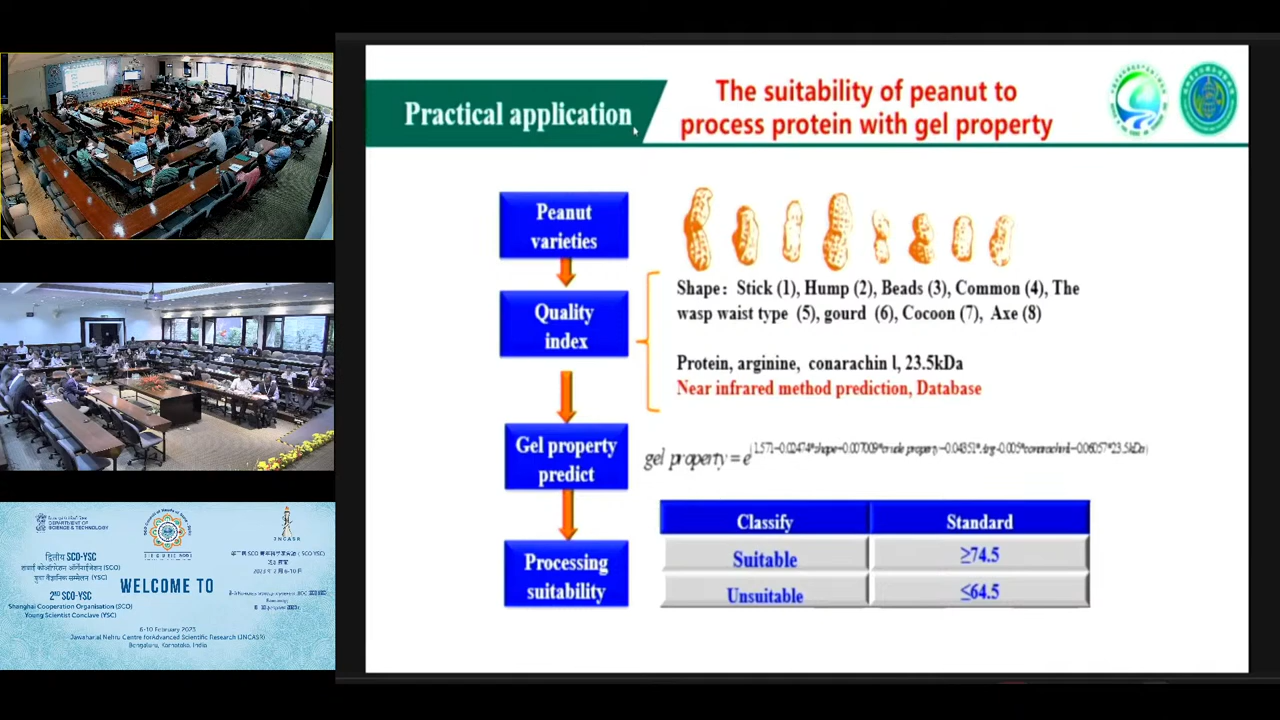 Practical application
The suitability of peanut to
process protein with gel property
Peanut
varieties
Quality
index
Shape: Stick (1), Hump (2), Beads (3), Common (4), The
wasp waist type (5), gourd (6), Cocoon (7), Axe (8)
Protein, arginine, conarachin l, 23.5kDa
Near infrared method prediction, Database
Gel property
predict
gel property = e
Processing
suitability
Classify Standard
Suitable ≥74.5
Unsuitable ≤64.5
DEPARTMENT OF
SCIENCE & TECHNOLOGY
JNCASR
द्वितीय SCO-YSC
2ND SCO-YSC
Shanghai Cooperation Organisation (SCO)
Young Scientist Conclave (YSC)
WELCOME TO
6-10 February 2023
Jawaharlal Nehru Centre for Advanced Scientific Research (JNCASR)
Bengaluru, Karnataka, India